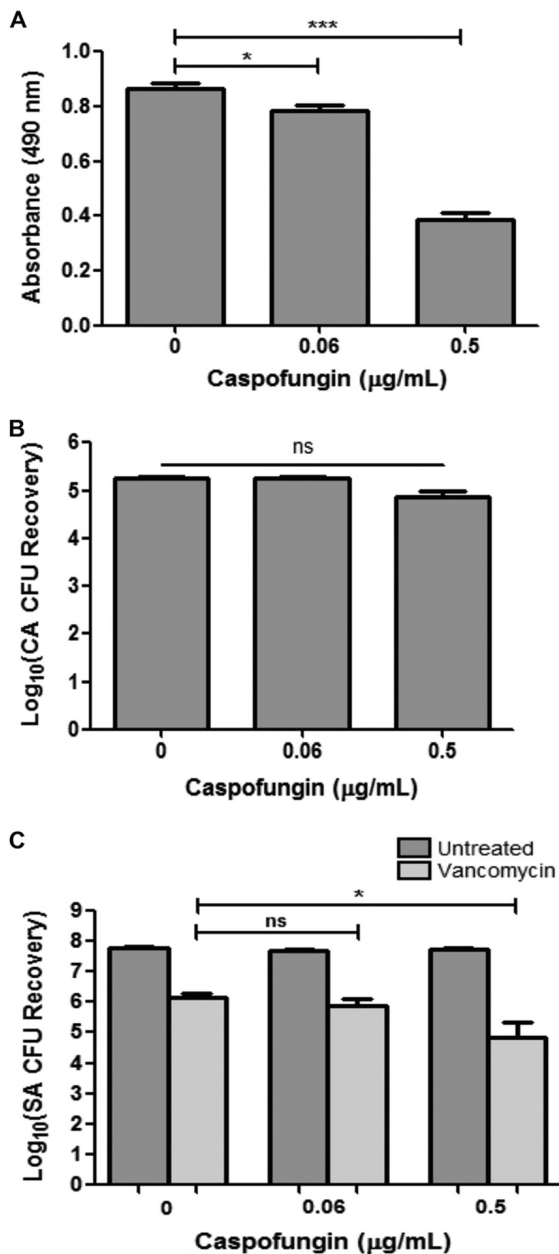 A
***
*
Absorbance (490 nm)
1.0
0.8
0.6
0.4
0.2
0.0
0 0.06 0.5
Caspofungin (μg/mL)
B
ns
Log10(CA CFU Recovery)
6
5
4
3
2
1
0
0 0.06 0.5
Caspofungin (μg/mL)
C
Untreated
Vancomycin
*
ns
Log10(SA CFU Recovery)
9
8
7
6
5
4
3
2
1
0
0 0.06 0.5
Caspofungin (μg/mL)